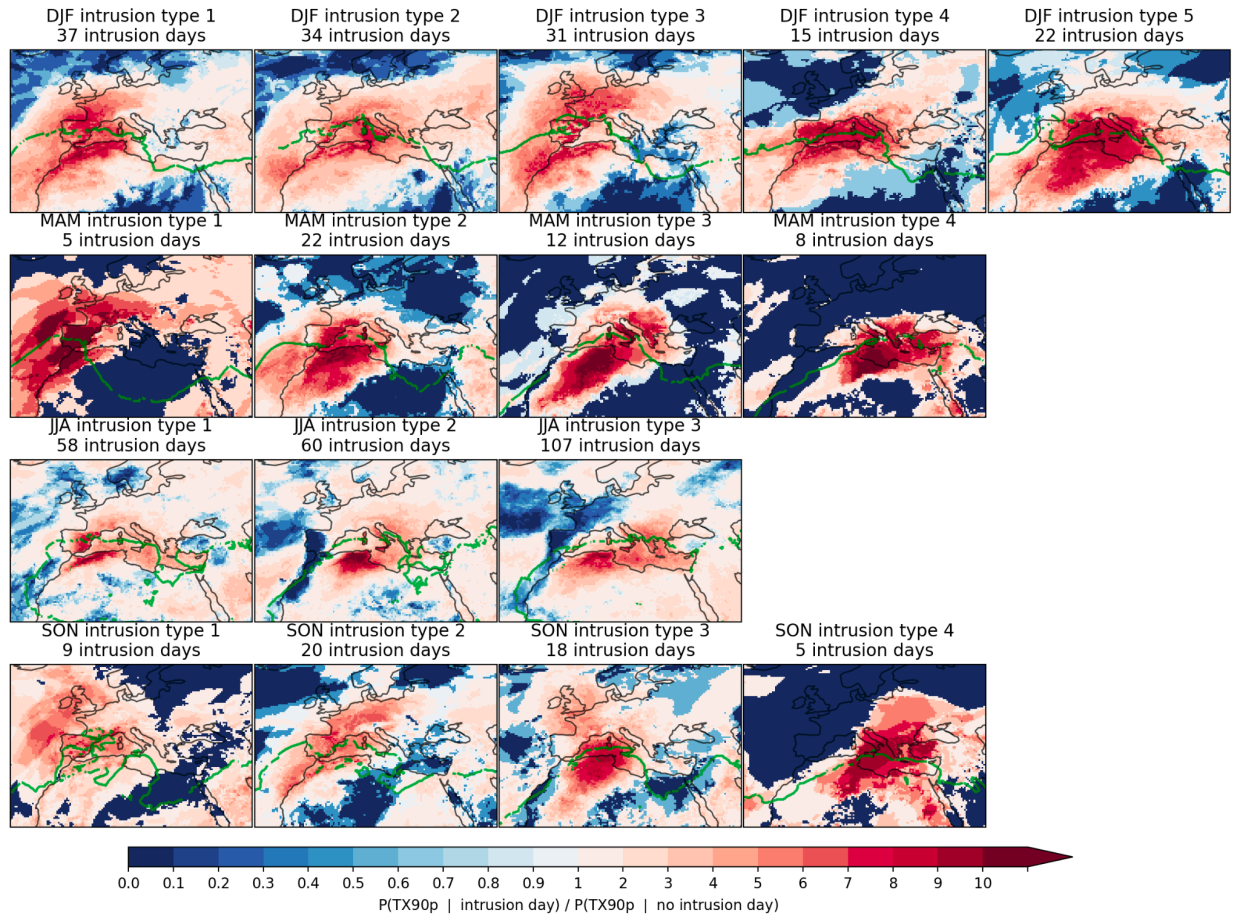 DJF intrusion type 1
37 intrusion days
DJF intrusion type 2
34 intrusion days
DJF intrusion type 3
31 intrusion days
DJF intrusion type 4
15 intrusion days
DJF intrusion type 5
22 intrusion days
MAM intrusion type 1
5 intrusion days
MAM intrusion type 2
22 intrusion days
MAM intrusion type 3
12 intrusion days
MAM intrusion type 4
8 intrusion days
JJA intrusion type 1
58 intrusion days
JJA intrusion type 2
60 intrusion days
JJA intrusion type 3
107 intrusion days
SON intrusion type 1
9 intrusion days
SON intrusion type 2
20 intrusion days
SON intrusion type 3
18 intrusion days
SON intrusion type 4
5 intrusion days
0.0 0.1 0.2 0.3 0.4 0.5 0.6 0.7 0.8 0.9 1 2 3 4 5 6 7 8 9 10
P(TX90p | intrusion day) / P(TX90p | no intrusion day)